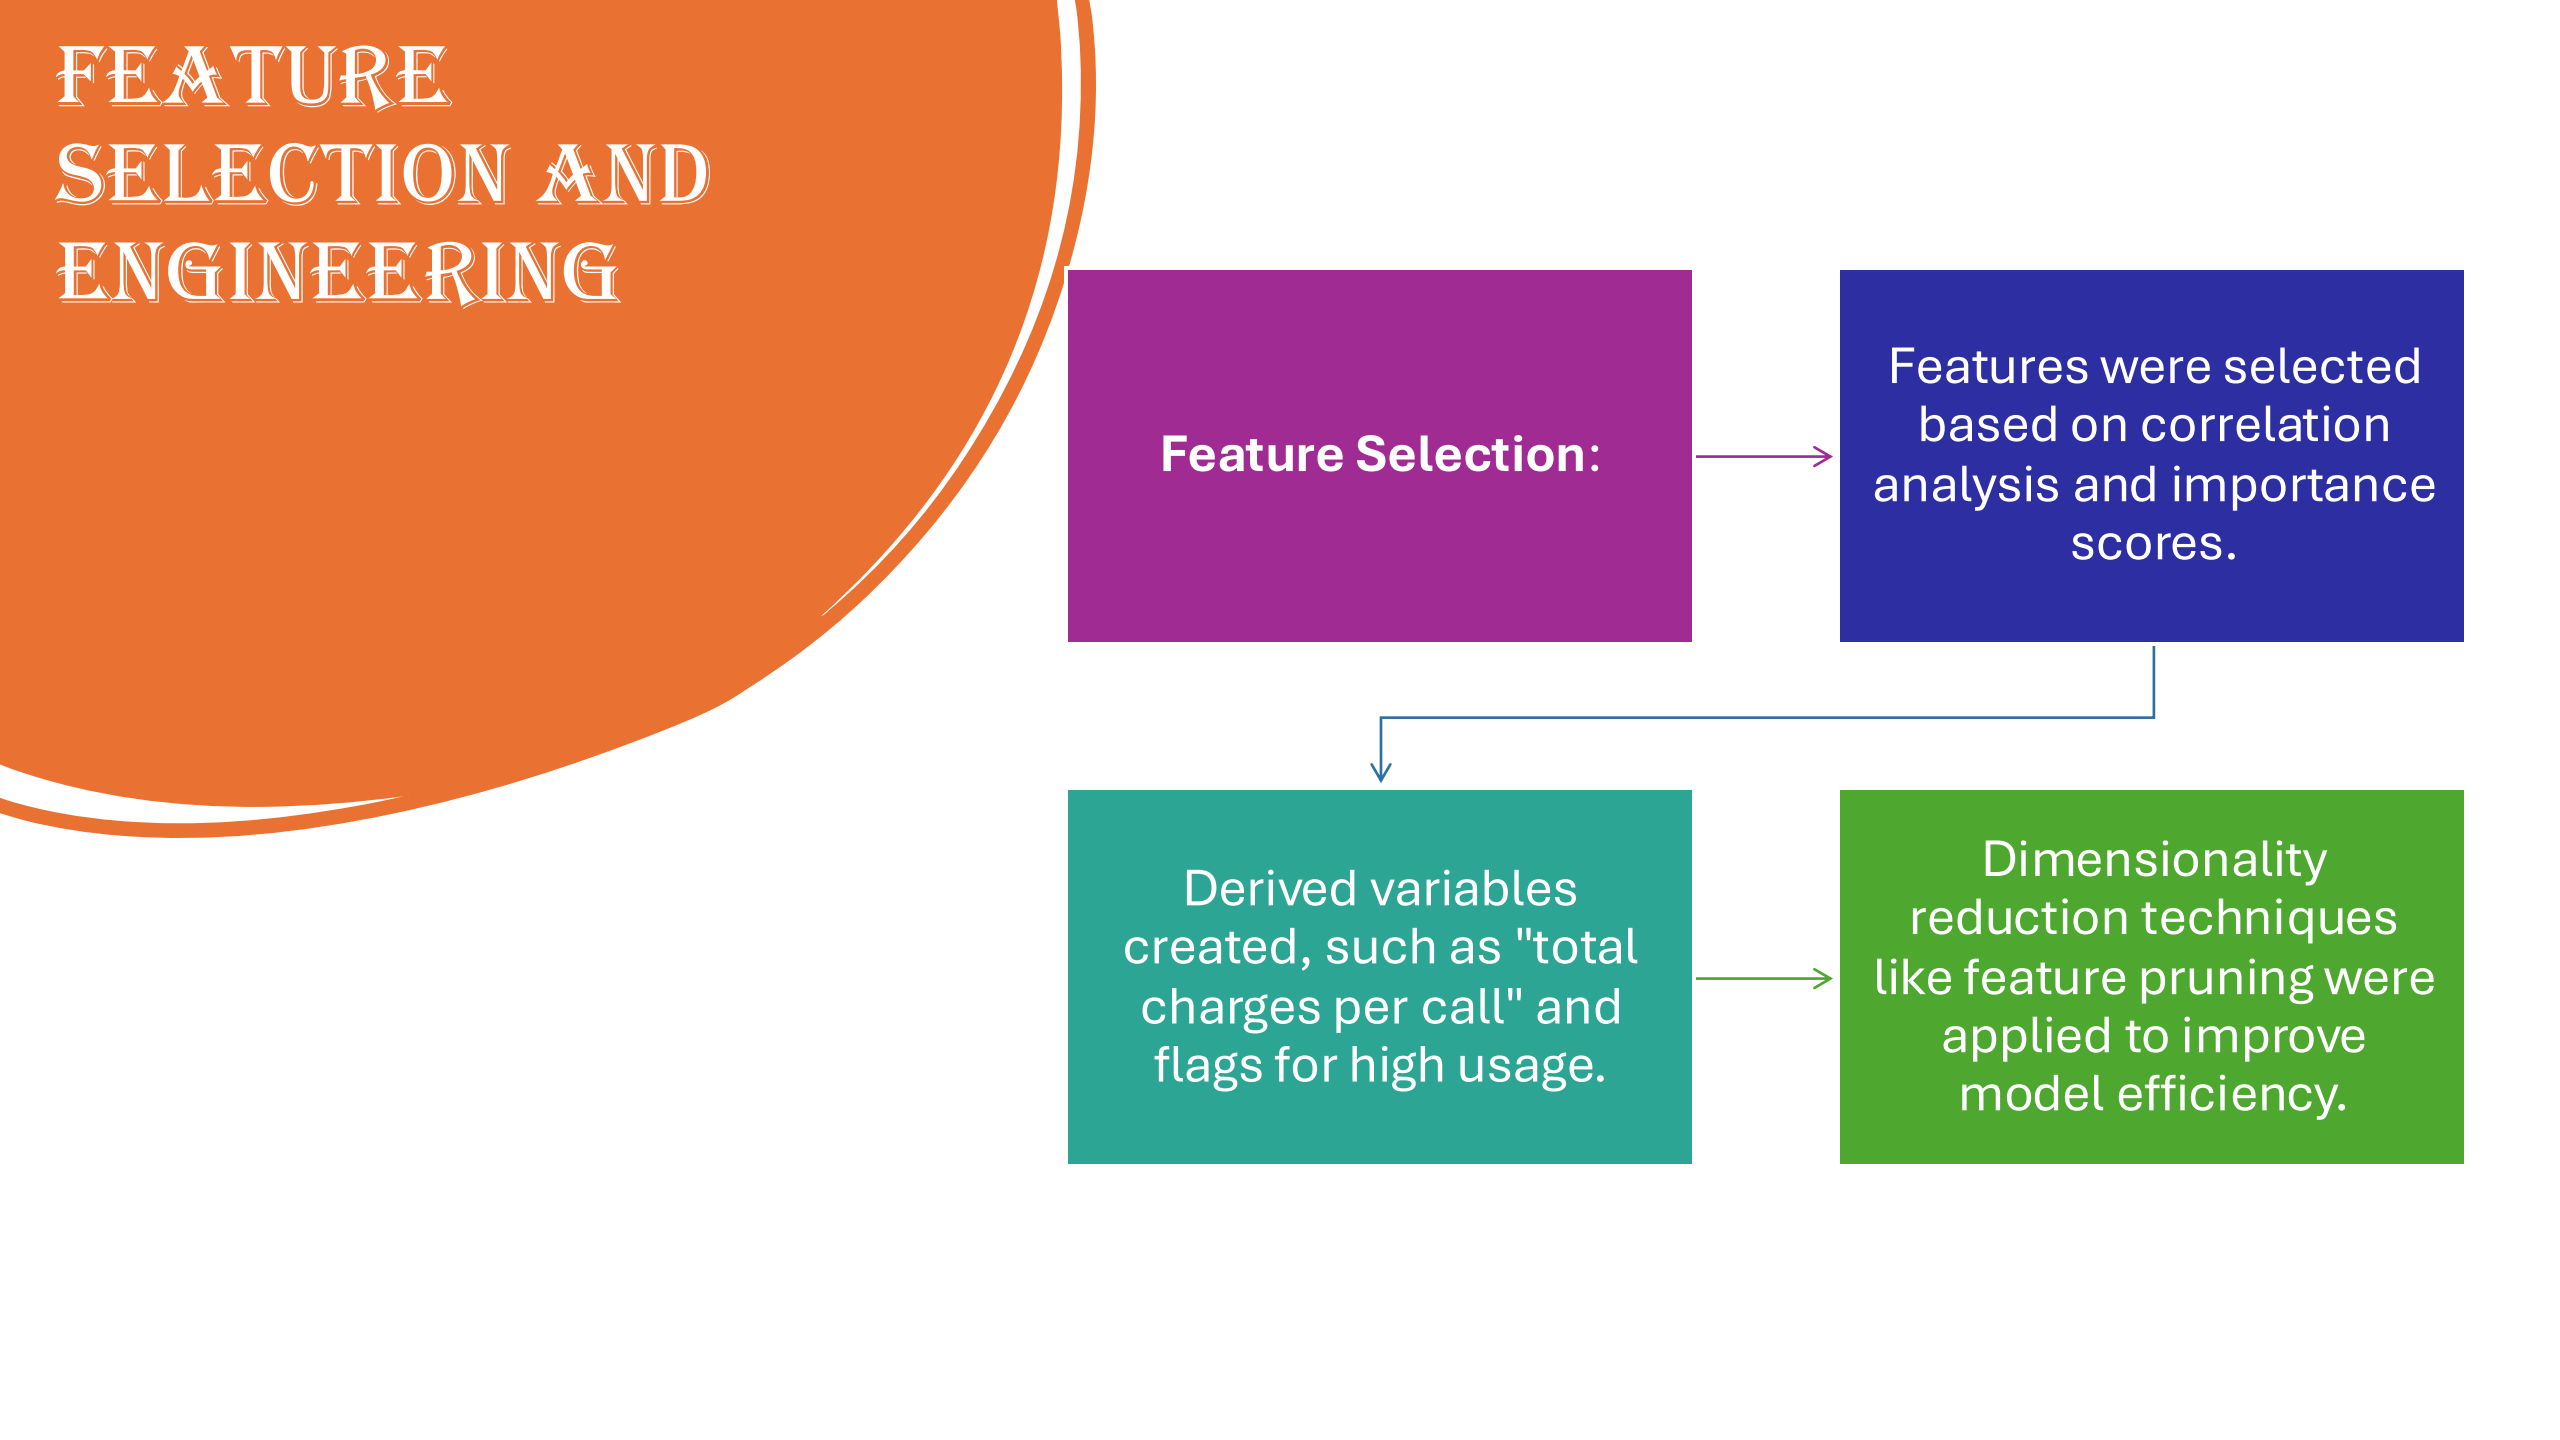 FEATURE
SELECTION AND
ENGINEERING
Feature Selection:
Features were selected
based on correlation
analysis and importance
scores.
Derived variables
created, such as "total
charges per call" and
flags for high usage.
Dimensionality
reduction techniques
like feature pruning were
applied to improve
model efficiency.